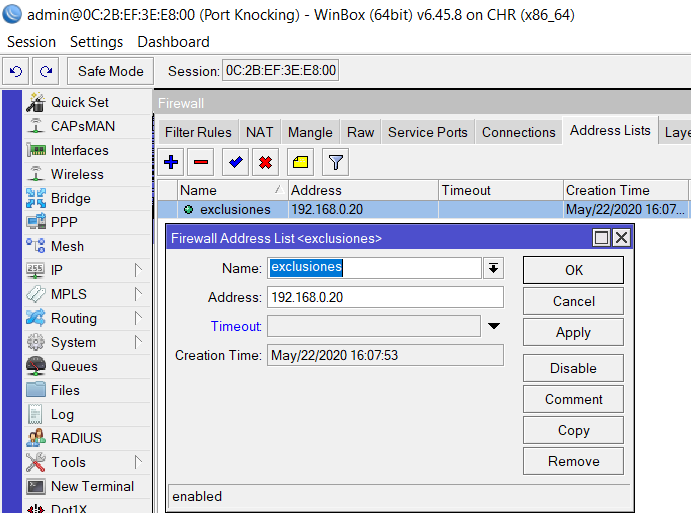 admin@0C:2B:EF:3E:E8:00 (Port Knocking) - WinBox (64bit) v6.45.8 on CHR (x86_64)
Session Settings Dashboard
Safe Mode Session: 0C:2B:EF:3E:E8:00
Quick Set
CAPsMAN
Interfaces
Wireless
Bridge
PPP
Mesh
IP
MPLS
Routing
System
Queues
Files
Log
RADIUS
Tools
New Terminal
Dot1X
Firewall
Filter Rules NAT Mangle Raw Service Ports Connections Address Lists Laye
Name Address Timeout Creation Time
exclusiones 192.168.0.20 May/22/2020 16:07...
Firewall Address List <exclusiones>
Name: exclusiones
Address: 192.168.0.20
Timeout:
Creation Time: May/22/2020 16:07:53
OK
Cancel
Apply
Disable
Comment
Copy
Remove
enabled